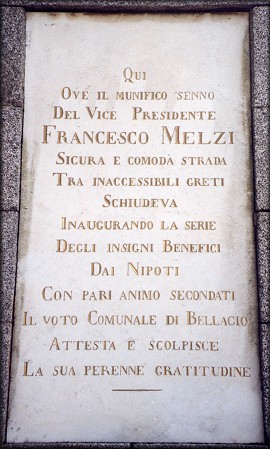 QUI
OVE IL MUNIFICO SENNO
DEL VICE PRESIDENTE
FRANCESCO MELZI
SICURA E COMODA STRADA
TRA INACCESSIBILI GRETI
SCHIUDEVA
INAUGURANDO LA SERIE
DEGLI INSIGNI BENEFICI
DAI NIPOTI
CON PARI ANIMO SECONDATI
IL VOTO COMUNALE DI BELLAGIO
ATTESTA E SCOLPISCE
LA SUA PERENNE GRATITUDINE